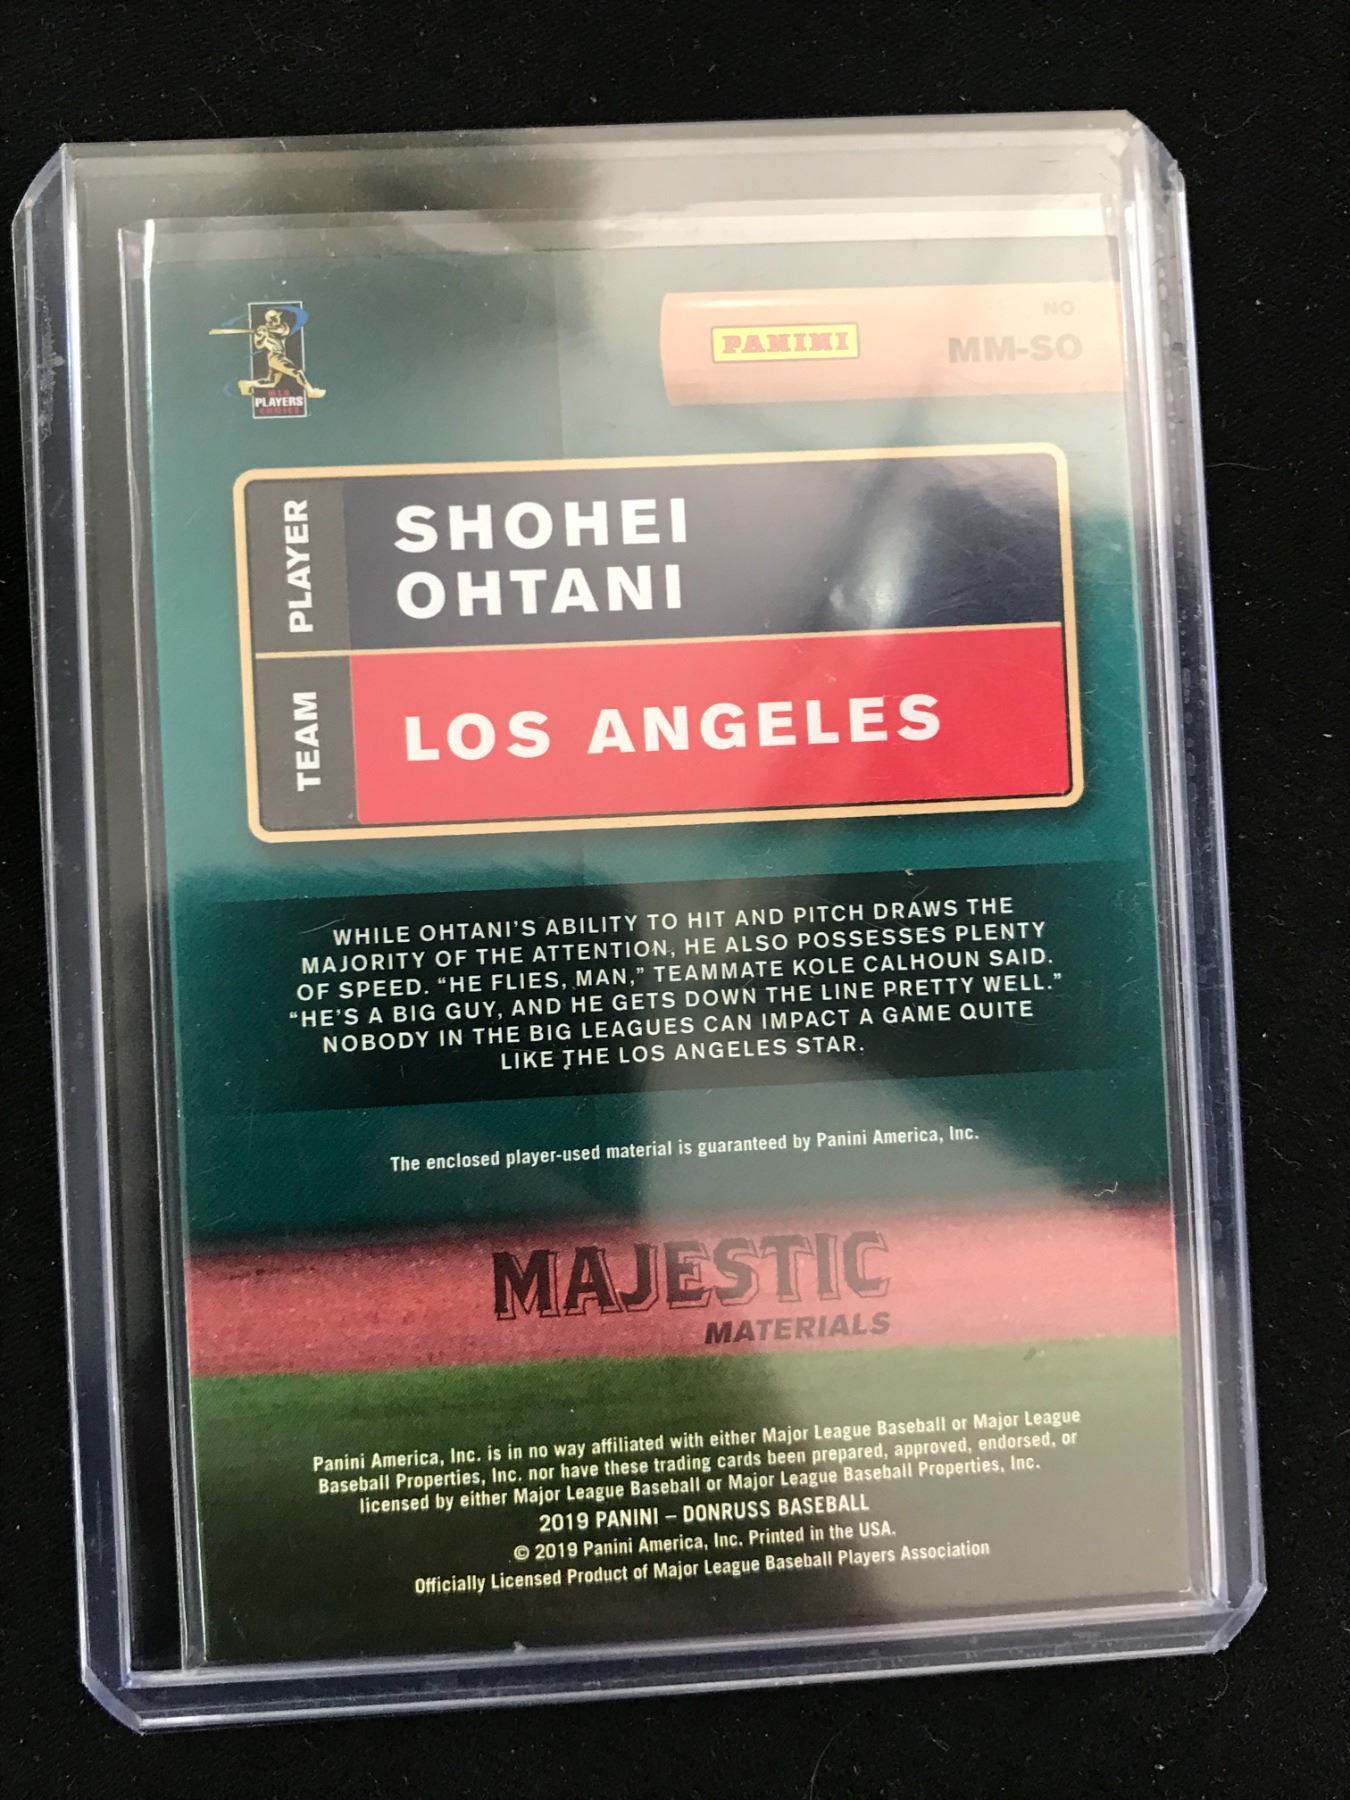 MLB
PLAYERS
CHOICE
PANINI
NO
MM-SO
PLAYER
SHOHEI
OHTANI
TEAM
LOS ANGELES
WHILE OHTANI'S ABILITY TO HIT AND PITCH DRAWS THE
MAJORITY OF THE ATTENTION, HE ALSO POSSESSES PLENTY
OF SPEED. “HE FLIES, MAN,” TEAMMATE KOLE CALHOUN SAID.
“HE'S A BIG GUY, AND HE GETS DOWN THE LINE PRETTY WELL.”
NOBODY IN THE BIG LEAGUES CAN IMPACT A GAME QUITE
LIKE THE LOS ANGELES STAR.
The enclosed player-used material is guaranteed by Panini America, Inc.
MAJESTIC
MATERIALS
Panini America, Inc. is in no way affiliated with either Major League Baseball or Major League
Baseball Properties, Inc. nor have these trading cards been prepared, approved, endorsed, or
licensed by either Major League Baseball or Major League Baseball Properties, Inc.
2019 PANINI – DONRUSS BASEBALL
© 2019 Panini America, Inc. Printed in the USA.
Officially Licensed Product of Major League Baseball Players Association